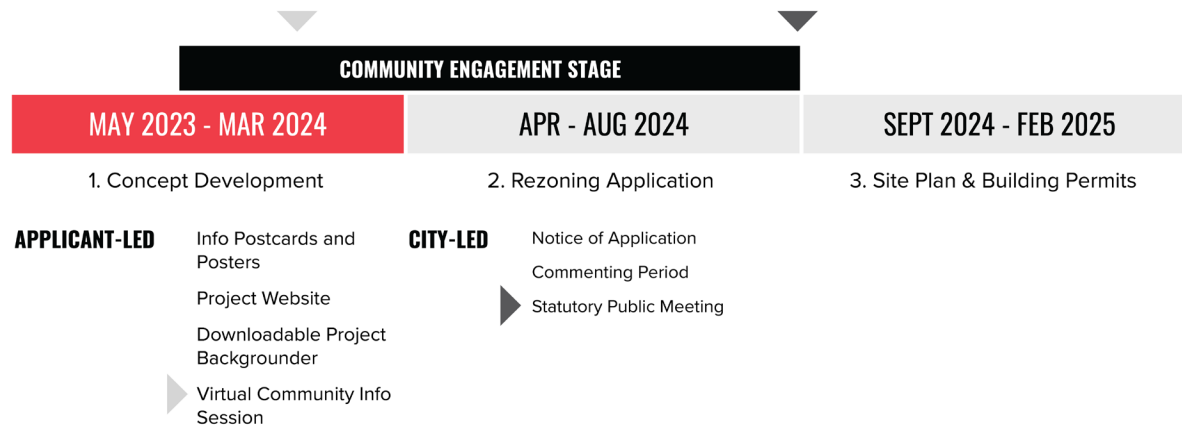 COMMUNITY ENGAGEMENT STAGE
MAY 2023 - MAR 2024
APR - AUG 2024
SEPT 2024 - FEB 2025
1. Concept Development
2. Rezoning Application
3. Site Plan & Building Permits
APPLICANT-LED
Info Postcards and
Posters
Project Website
Downloadable Project
Backgrounder
Virtual Community Info
Session
CITY-LED
Notice of Application
Commenting Period
Statutory Public Meeting